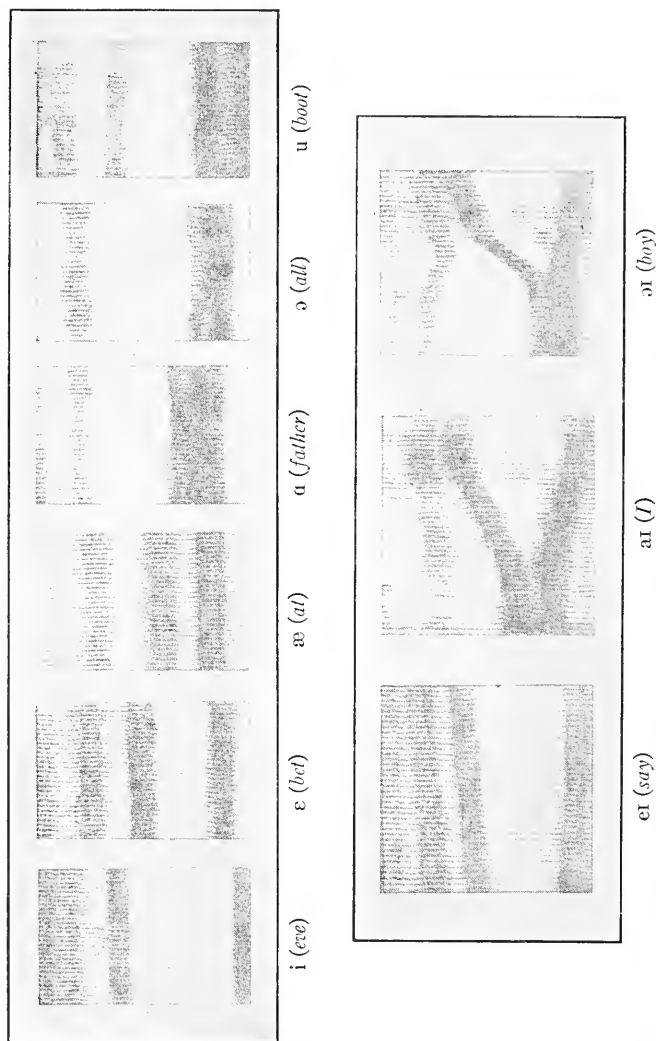 i (eve)
ɛ (bet)
æ (at)
ɑ (father)
ɔ (all)
u (boot)
eɪ (say)
aɪ (I)
ɔɪ (boy)